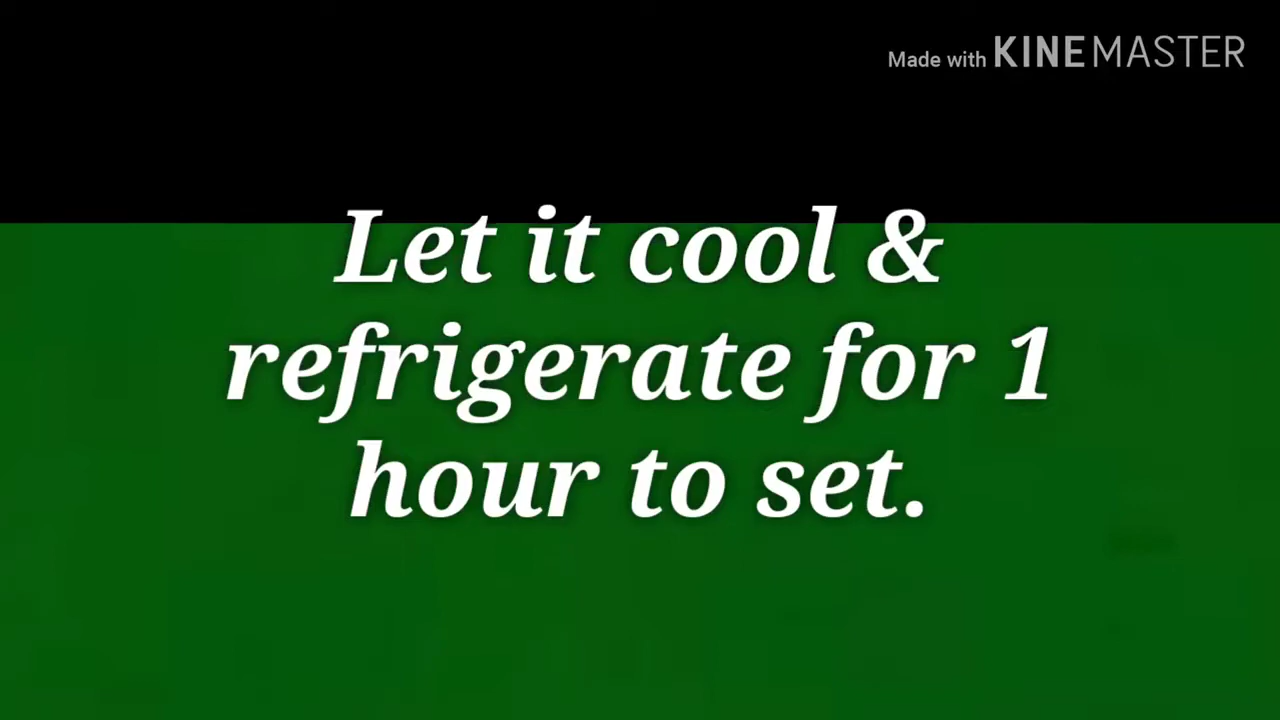 Made with KINEMASTER
Let it cool &
refrigerate for 1
hour to set.